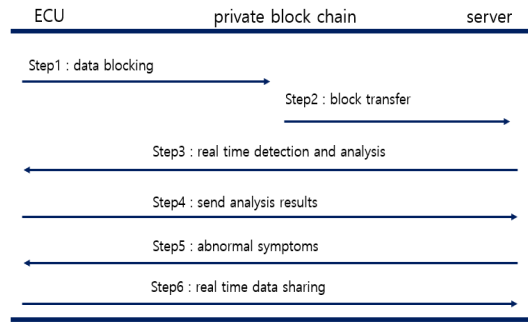 ECU private block chain server
Step1 : data blocking
Step2 : block transfer
Step3 : real time detection and analysis
Step4 : send analysis results
Step5 : abnormal symptoms
Step6 : real time data sharing